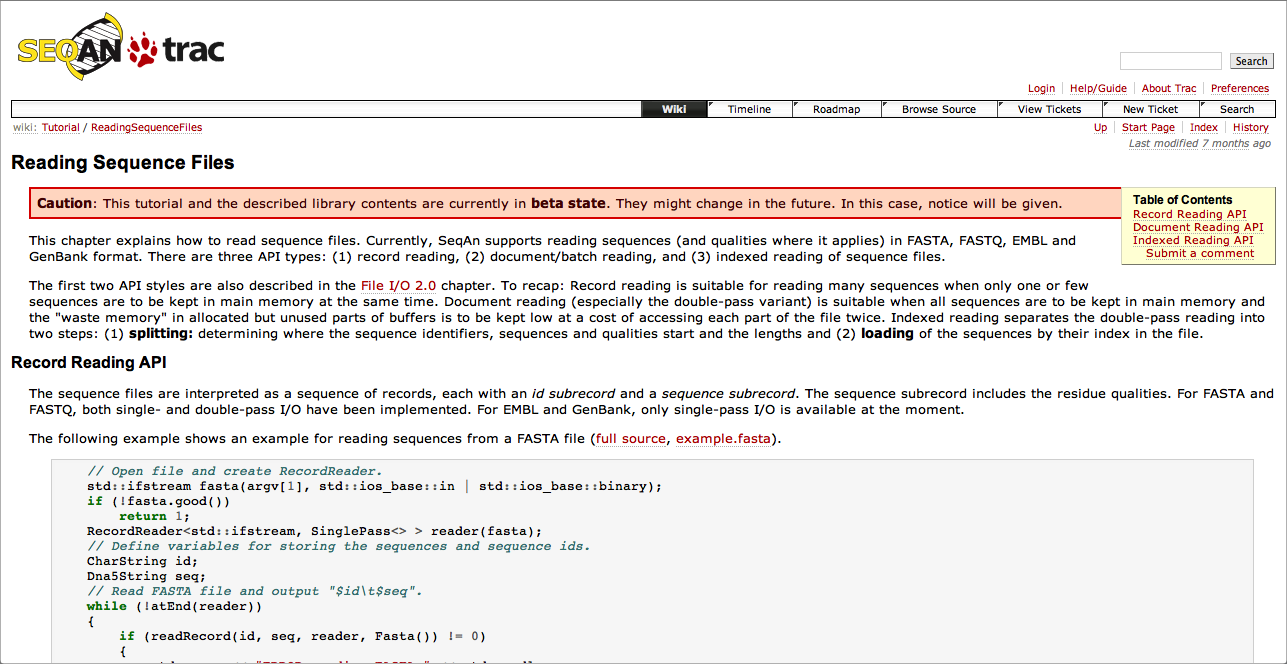 SEQAN trac
Search
Login Help/Guide About Trac Preferences
Wiki Timeline Roadmap Browse Source View Tickets New Ticket Search
wiki: Tutorial / ReadingSequenceFiles
Up Start Page Index History
Last modified 7 months ago
Reading Sequence Files
Caution: This tutorial and the described library contents are currently in beta state. They might change in the future. In this case, notice will be given.
Table of Contents
Record Reading API
Document Reading API
Indexed Reading API
Submit a comment
This chapter explains how to read sequence files. Currently, SeqAn supports reading sequences (and qualities where it applies) in FASTA, FASTQ, EMBL and
GenBank format. There are three API types: (1) record reading, (2) document/batch reading, and (3) indexed reading of sequence files.
The first two API styles are also described in the File I/O 2.0 chapter. To recap: Record reading is suitable for reading many sequences when only one or few
sequences are to be kept in main memory at the same time. Document reading (especially the double-pass variant) is suitable when all sequences are to be kept in main memory and
the "waste memory" in allocated but unused parts of buffers is to be kept low at a cost of accessing each part of the file twice. Indexed reading separates the double-pass reading into
two steps: (1) splitting: determining where the sequence identifiers, sequences and qualities start and the lengths and (2) loading of the sequences by their index in the file.
Record Reading API
The sequence files are interpreted as a sequence of records, each with an id subrecord and a sequence subrecord. The sequence subrecord includes the residue qualities. For FASTA and
FASTQ, both single- and double-pass I/O have been implemented. For EMBL and GenBank, only single-pass I/O is available at the moment.
The following example shows an example for reading sequences from a FASTA file (full source, example.fasta).
// Open file and create RecordReader.
std::ifstream fasta(argv[1], std::ios_base::in | std::ios_base::binary);
if (!fasta.good())
return 1;
RecordReader<std::ifstream, SinglePass<> > reader(fasta);
// Define variables for storing the sequences and sequence ids.
CharString id;
Dna5String seq;
// Read FASTA file and output "$id\t$seq".
while (!atEnd(reader))
{
if (readRecord(id, seq, reader, Fasta()) != 0)
{